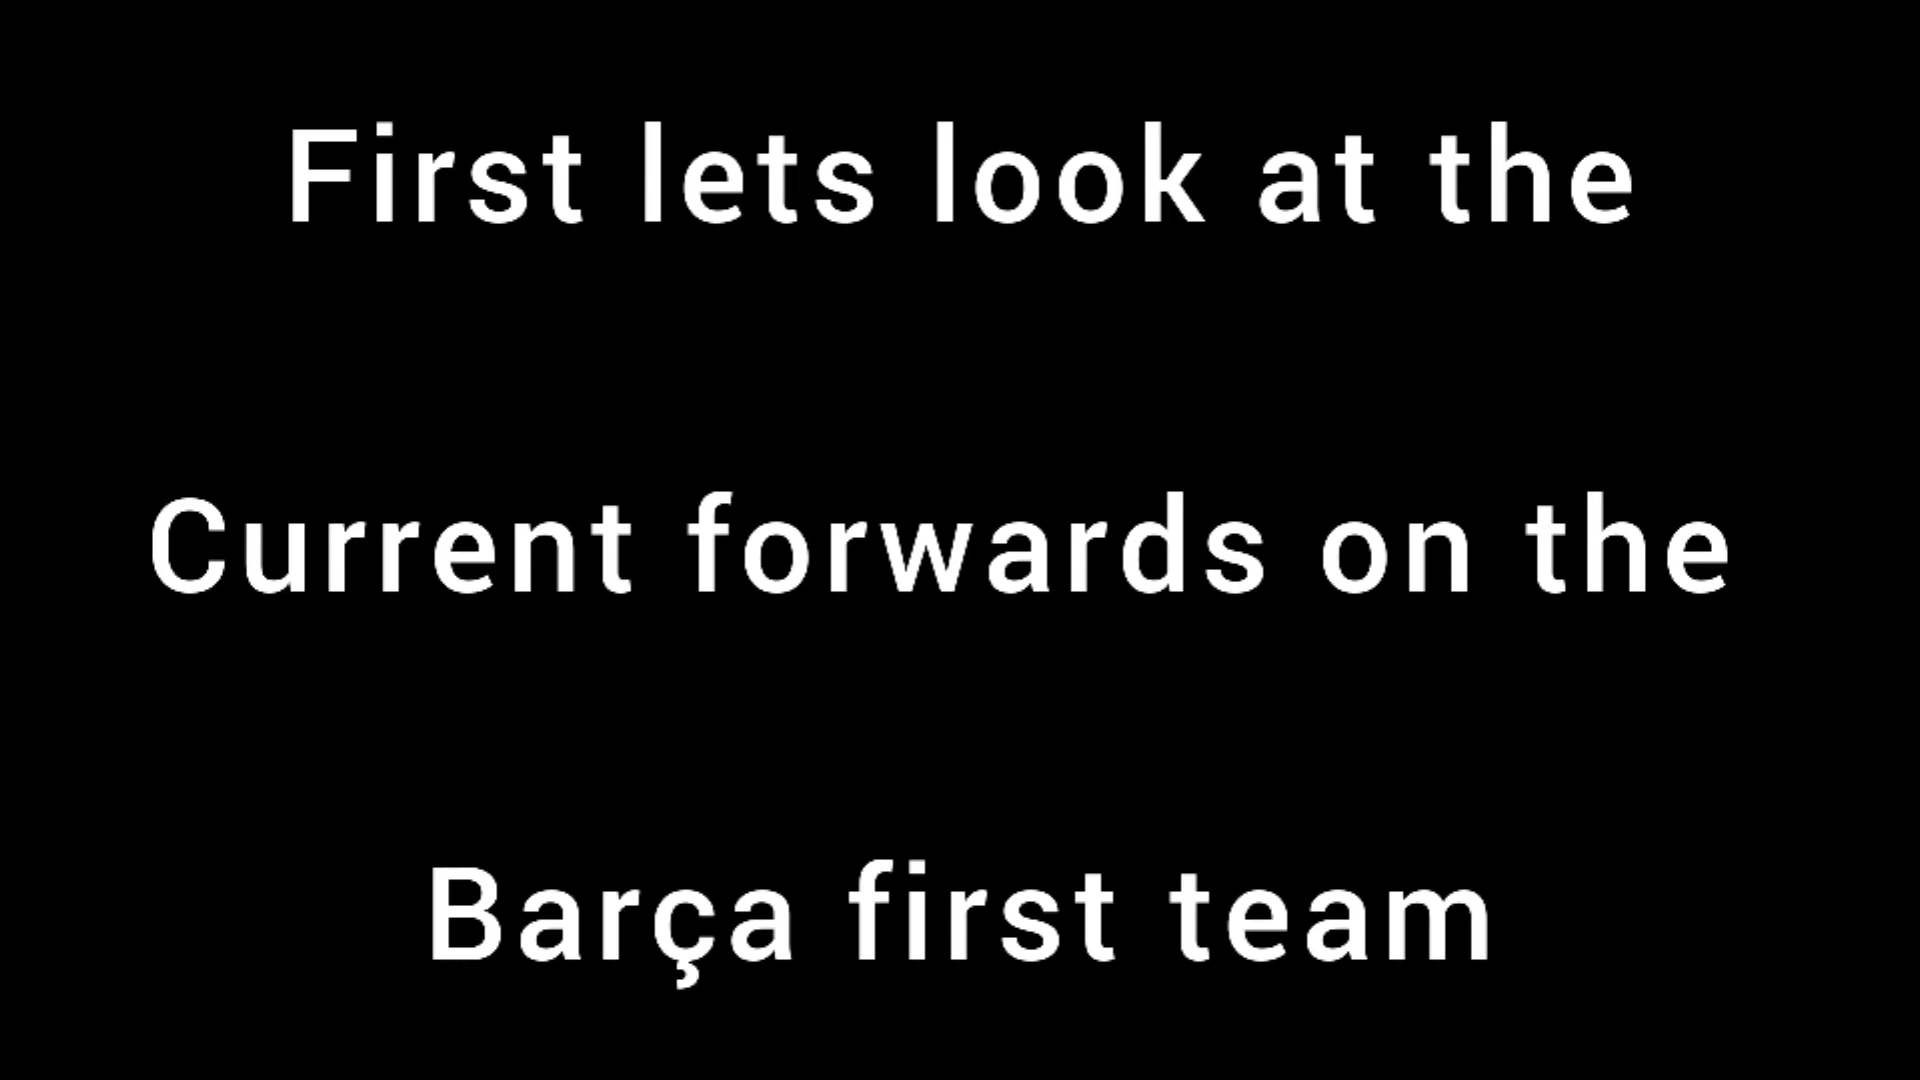 First lets look at the
Current forwards on the
Barça first team